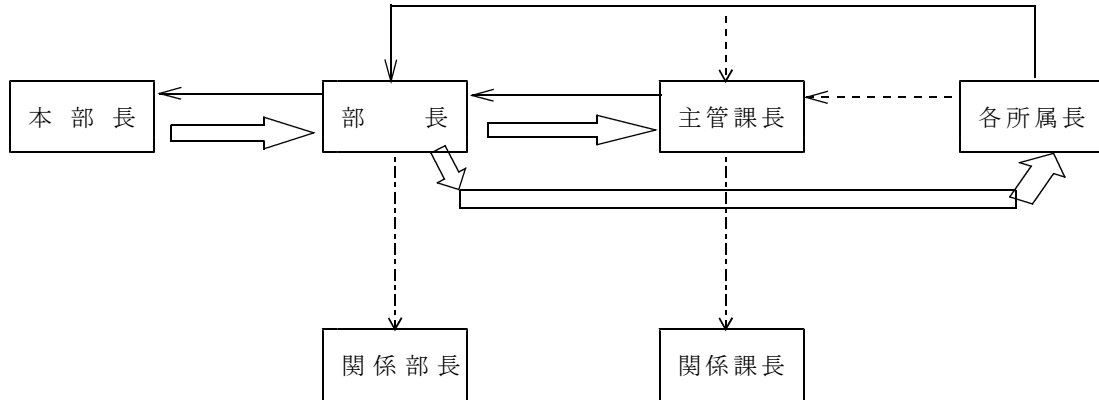 本部長
部長
主管課長
各所属長
関係部長
関係課長